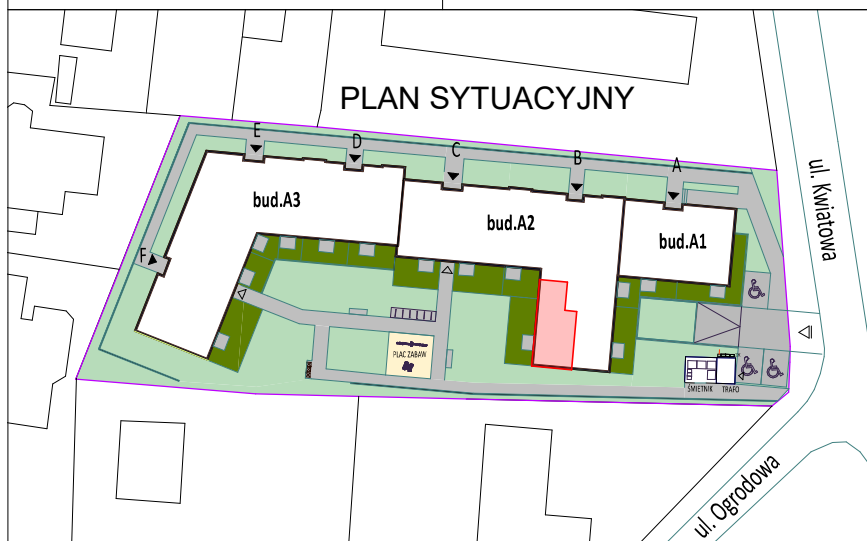 PLAN SYTUACYJNY
E
D
C
B
A
ul. Kwiatowa
bud.A3
bud.A2
bud.A1
F
PLAC ZABAW
ŚMIETNIK
TRAFO
ul. Ogrodowa